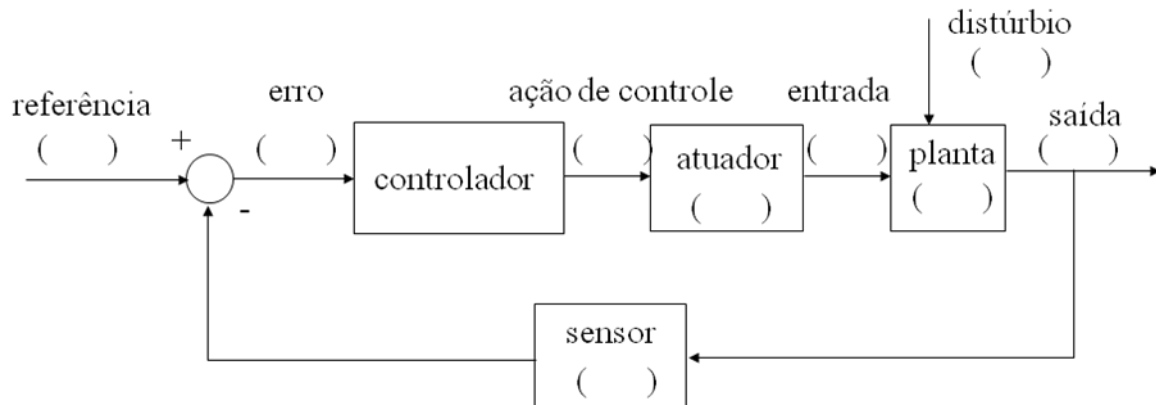 distúrbio
(    )
referência
(    )
+
-
erro
(    )
controlador
ação de controle
(    )
atuador
(    )
entrada
(    )
planta
(    )
saída
(    )
sensor
(    )